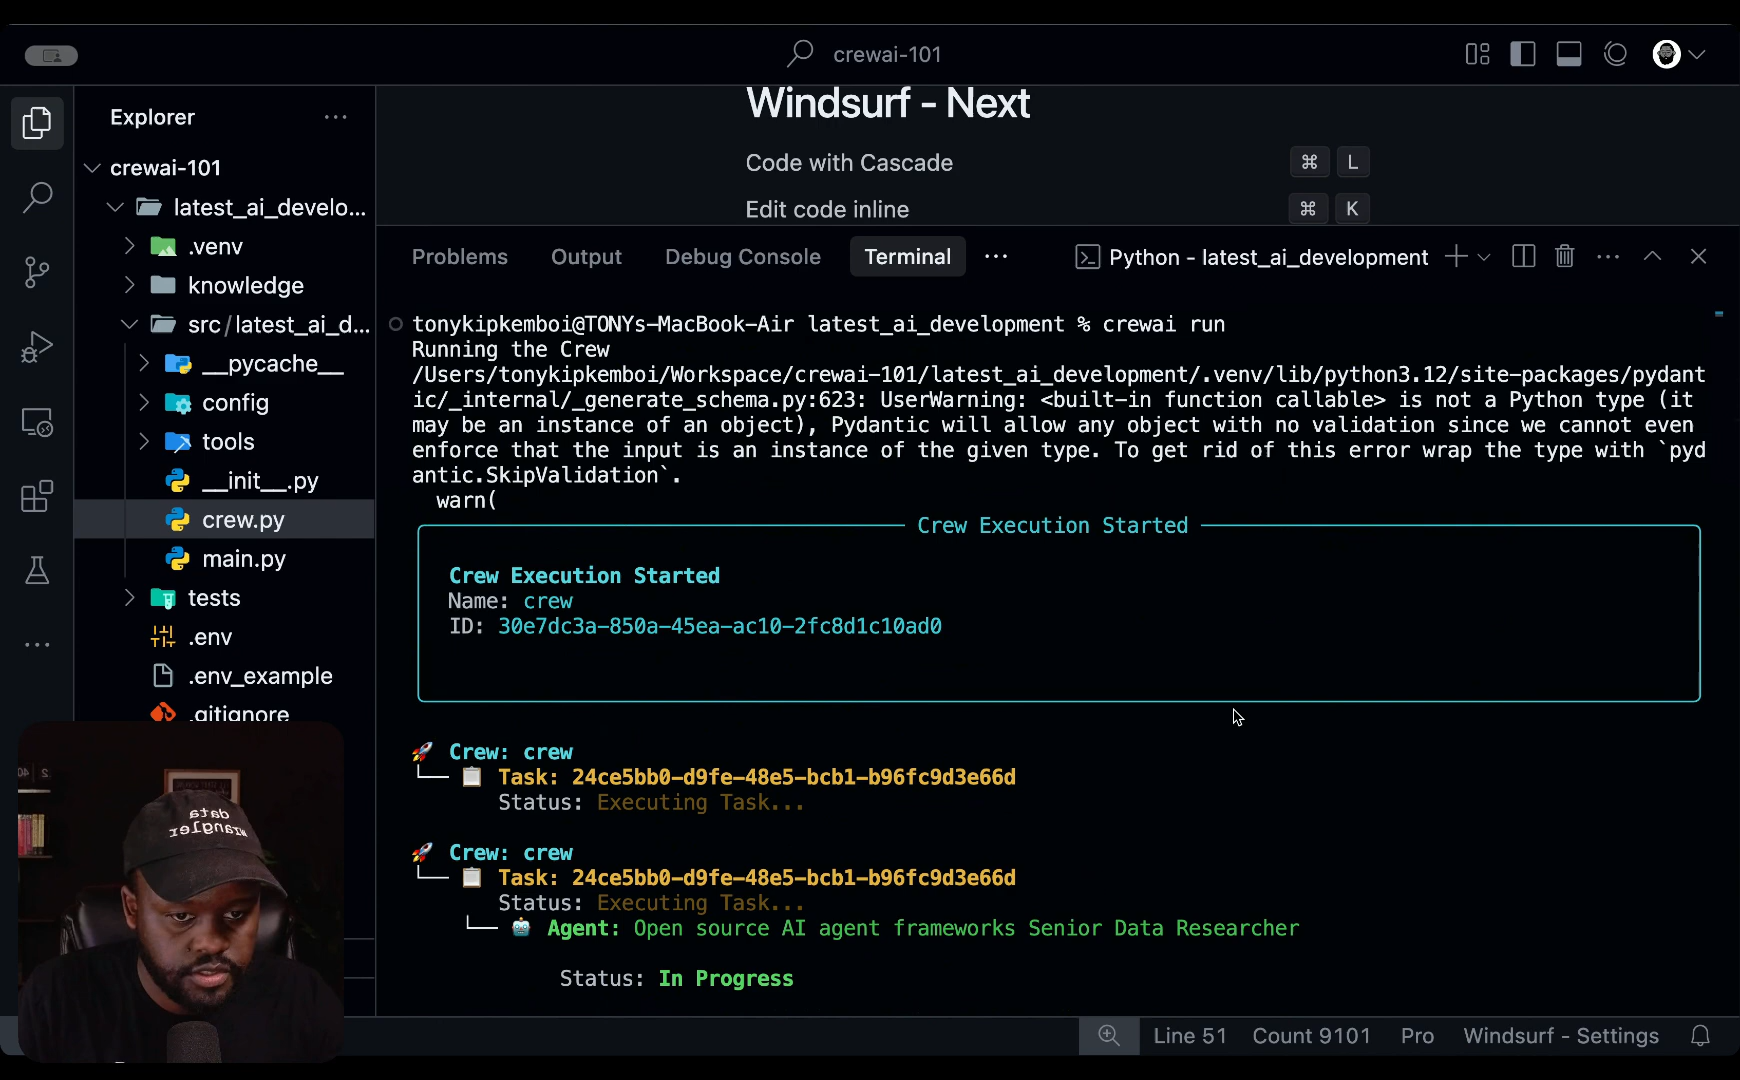 crewai-101
Explorer
crewai-101
latest_ai_develo...
.venv
knowledge
src/latest_ai_d...
__pycache__
config
tools
__init__.py
crew.py
main.py
tests
.env
.env_example
.gitignore
Windsurf - Next
Code with Cascade ⌘ L
Edit code inline ⌘ K
Problems Output Debug Console Terminal ··· Python - latest_ai_development
tonykipkemboi@TONYs-MacBook-Air latest_ai_development % crewai run
Running the Crew
/Users/tonykipkemboi/Workspace/crewai-101/latest_ai_development/.venv/lib/python3.12/site-packages/pydant
ic/_internal/_generate_schema.py:623: UserWarning: <built-in function callable> is not a Python type (it
may be an instance of an object), Pydantic will allow any object with no validation since we cannot even
enforce that the input is an instance of the given type. To get rid of this error wrap the type with `pyd
antic.SkipValidation`.
warn(
Crew Execution Started
Crew Execution Started
Name: crew
ID: 30e7dc3a-850a-45ea-ac10-2fc8d1c10ad0
Crew: crew
Task: 24ce5bb0-d9fe-48e5-bcb1-b96fc9d3e66d
Status: Executing Task...
Crew: crew
Task: 24ce5bb0-d9fe-48e5-bcb1-b96fc9d3e66d
Status: Executing Task...
Agent: Open source AI agent frameworks Senior Data Researcher
Status: In Progress
data
wrangler
Line 51 Count 9101 Pro Windsurf - Settings